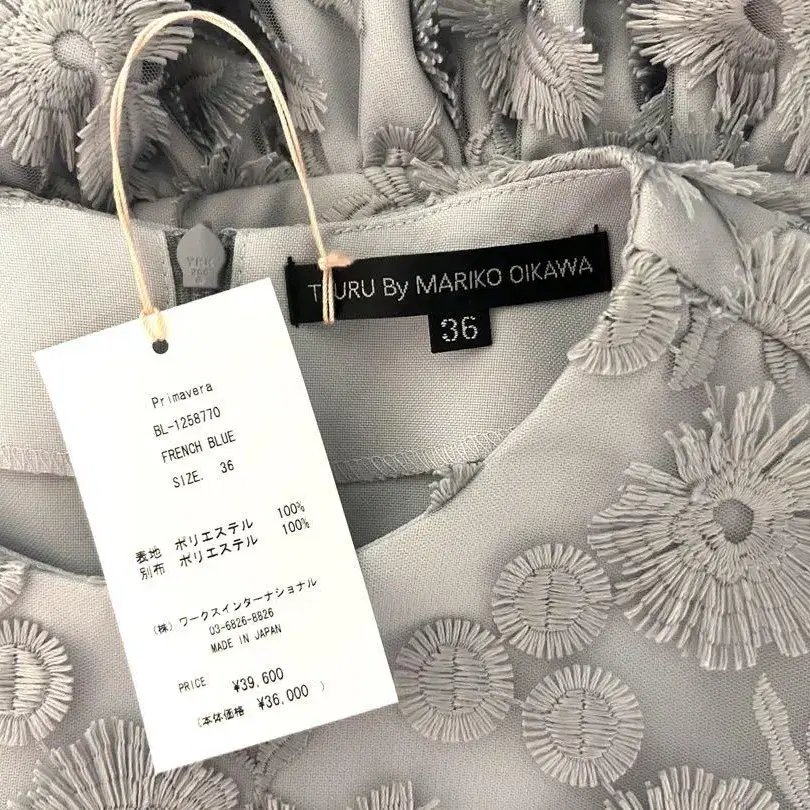 YKK
TSURU By MARIKO OIKAWA
36
Primavera
BL-1258770
FRENCH BLUE
SIZE. 36
表地 ポリエステル 100%
別布 ポリエステル 100%
(株) ワークスインターナショナル
03-6826-8826
MADE IN JAPAN
PRICE ¥39,600
(本体価格 ¥36,000 )